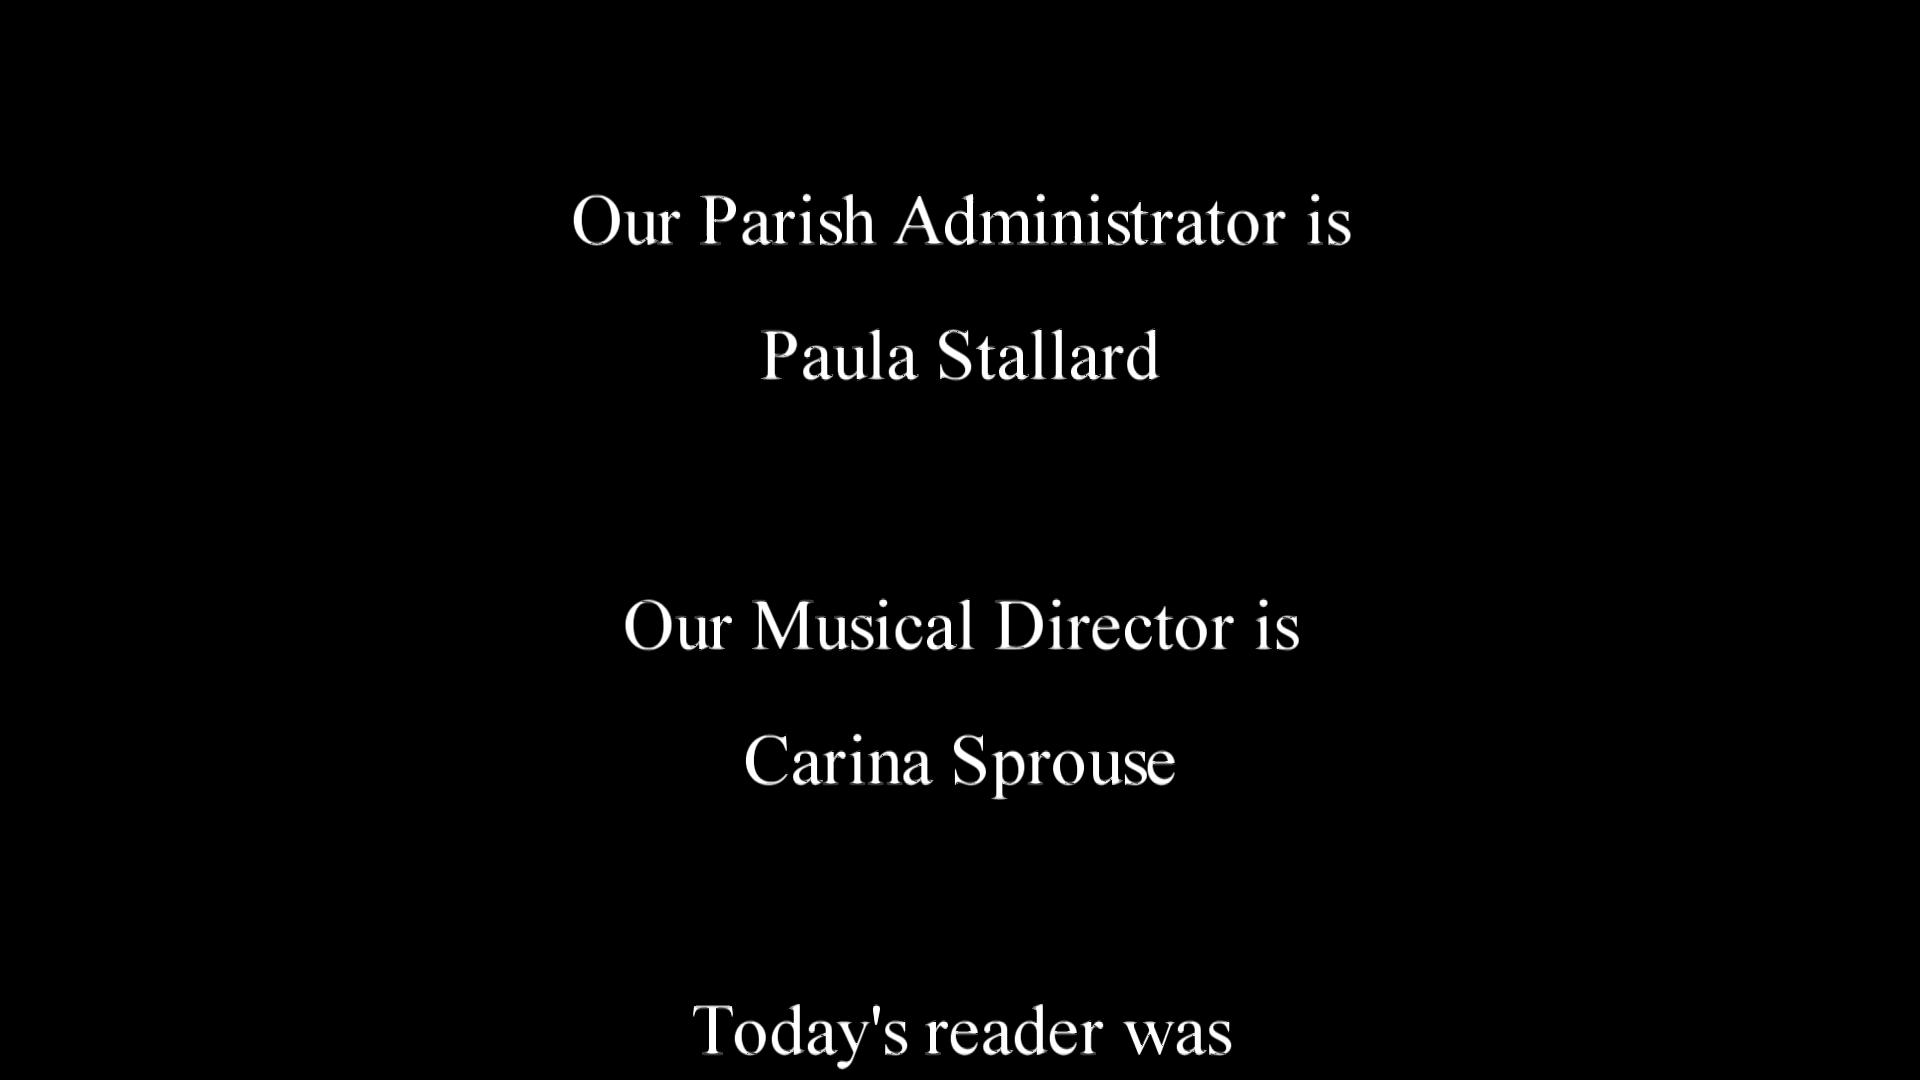 Our Parish Administrator is
Paula Stallard
Our Musical Director is
Carina Sprouse
Today's reader was